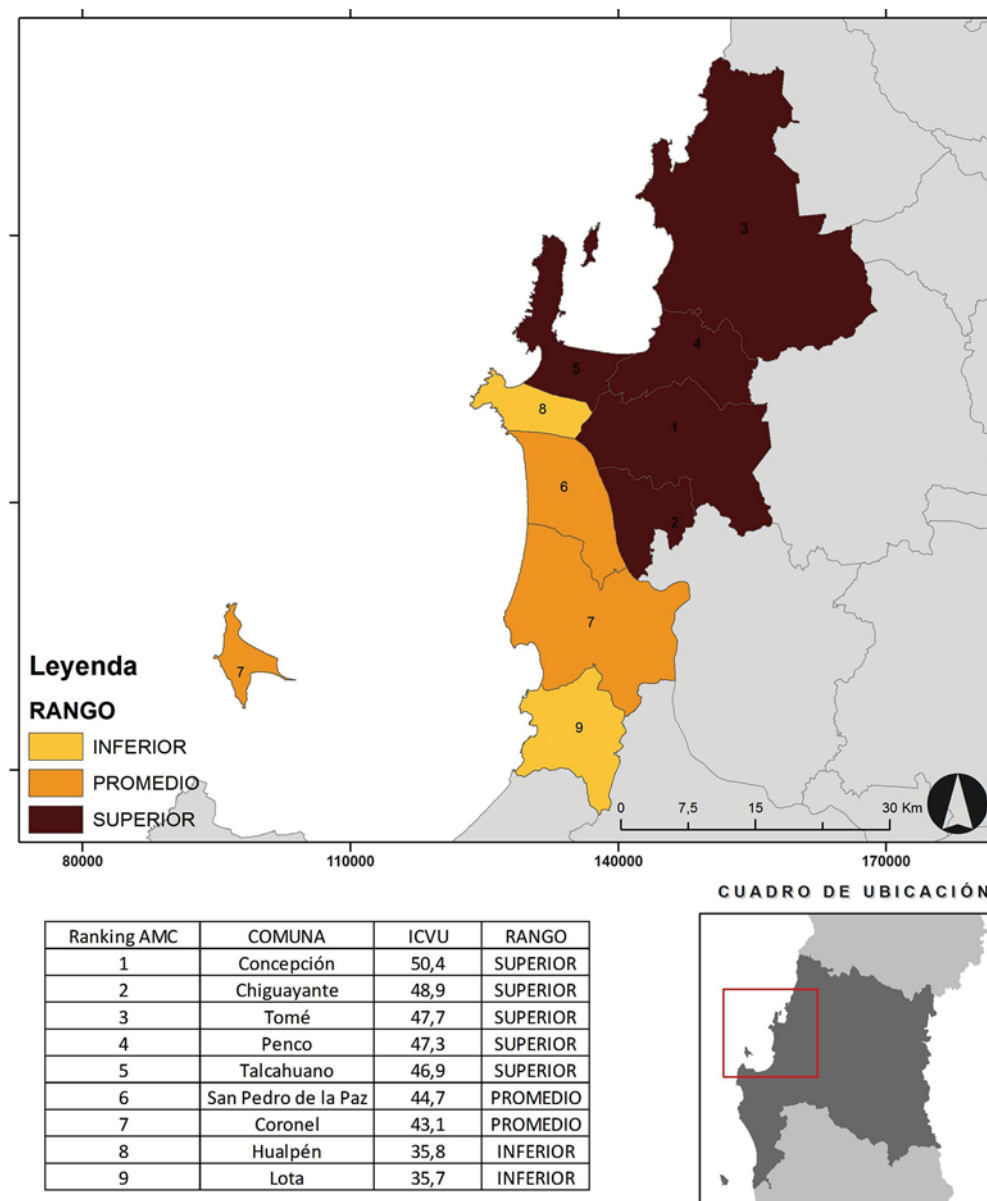 3
4
5
8
1
6
2
7
7
9
Leyenda
RANGO
INFERIOR
PROMEDIO
SUPERIOR
0 7,5 15 30 Km
80000 110000 140000 170000
CUADRO DE UBICACIÓN
Ranking AMC COMUNA ICVU RANGO
1 Concepción 50,4 SUPERIOR
2 Chiguayante 48,9 SUPERIOR
3 Tomé 47,7 SUPERIOR
4 Penco 47,3 SUPERIOR
5 Talcahuano 46,9 SUPERIOR
6 San Pedro de la Paz 44,7 PROMEDIO
7 Coronel 43,1 PROMEDIO
8 Hualpén 35,8 INFERIOR
9 Lota 35,7 INFERIOR